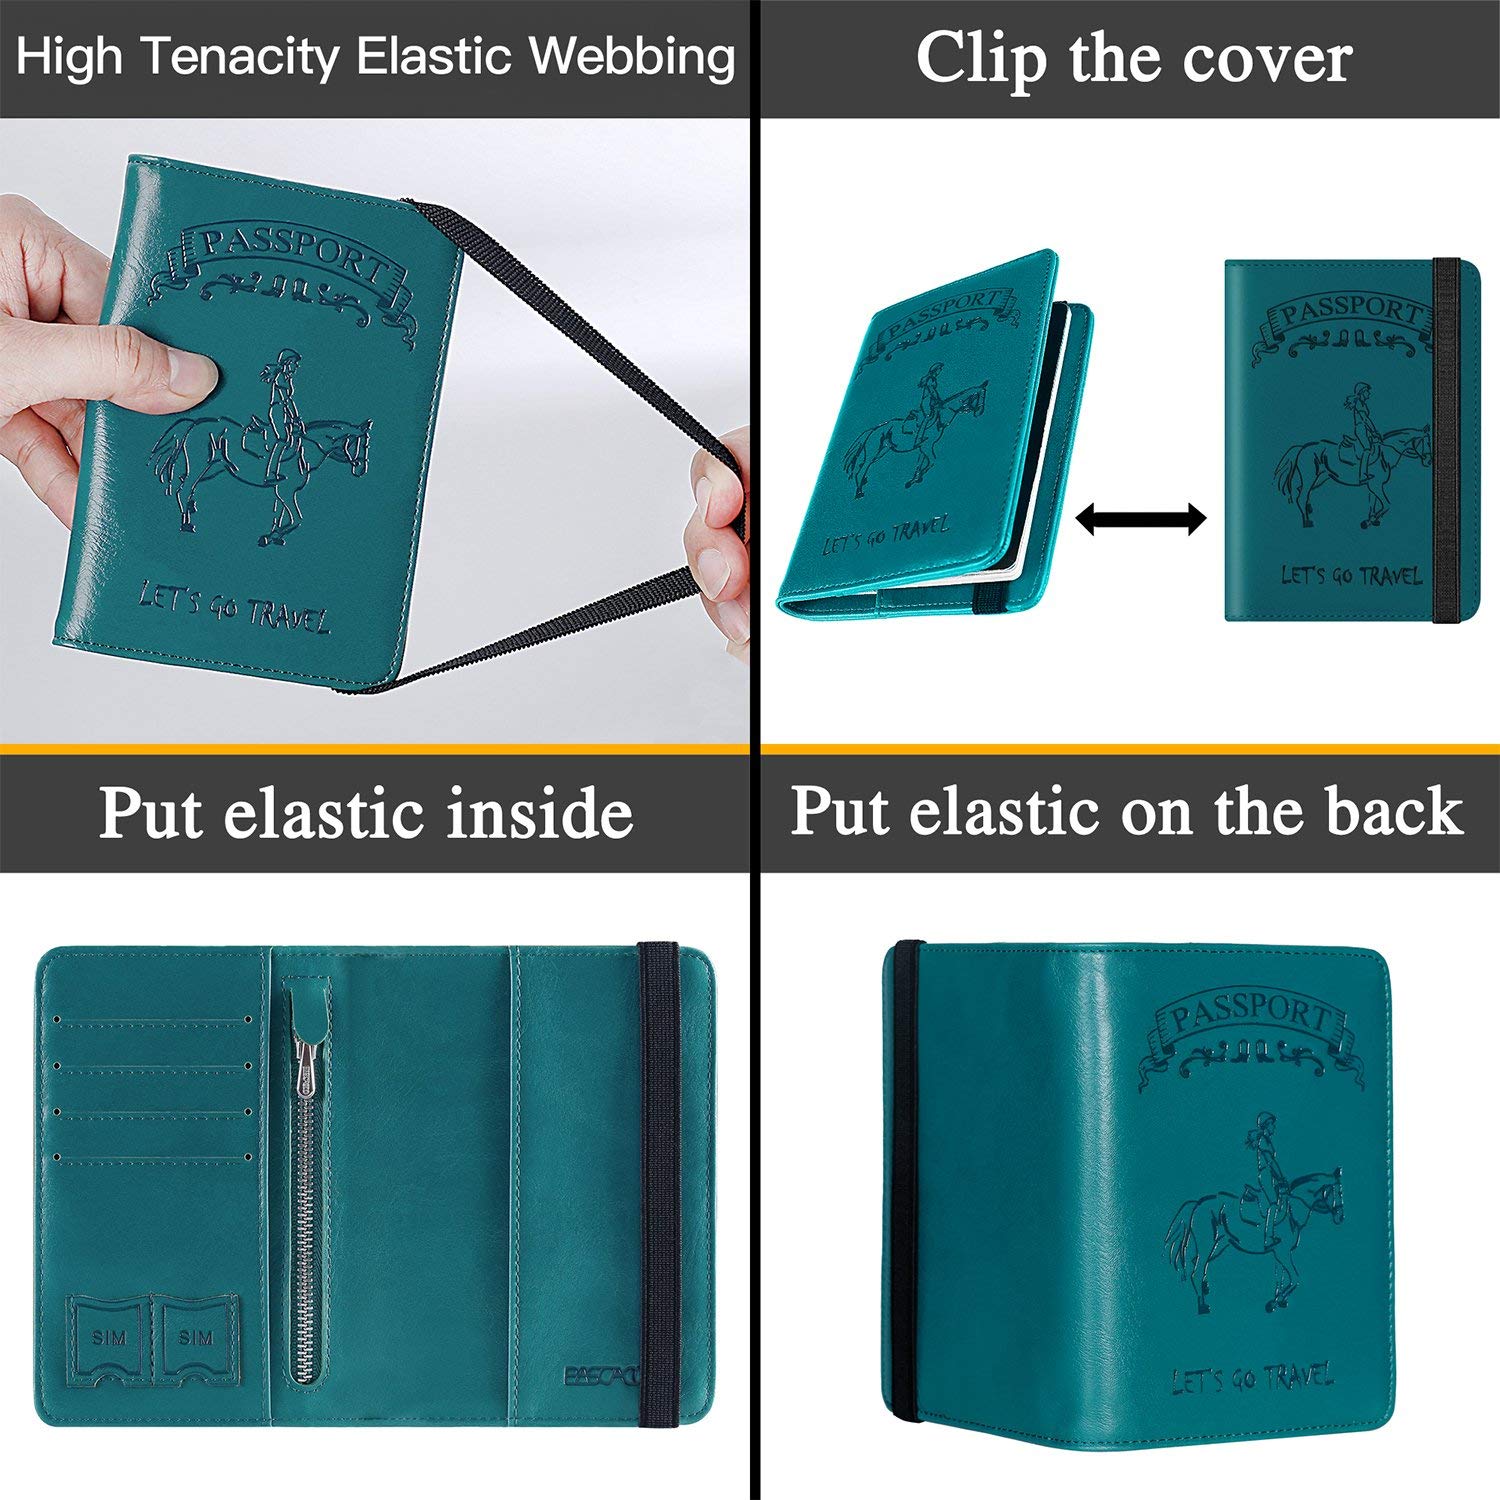 High Tenacity Elastic Webbing
Clip the cover
PASSPORT
LET'S GO TRAVEL
PASSPORT
LET'S GO TRAVEL
PASSPORT
LET'S GO TRAVEL
Put elastic inside
Put elastic on the back
SIM
SIM
PASSPORT
LET'S GO TRAVEL